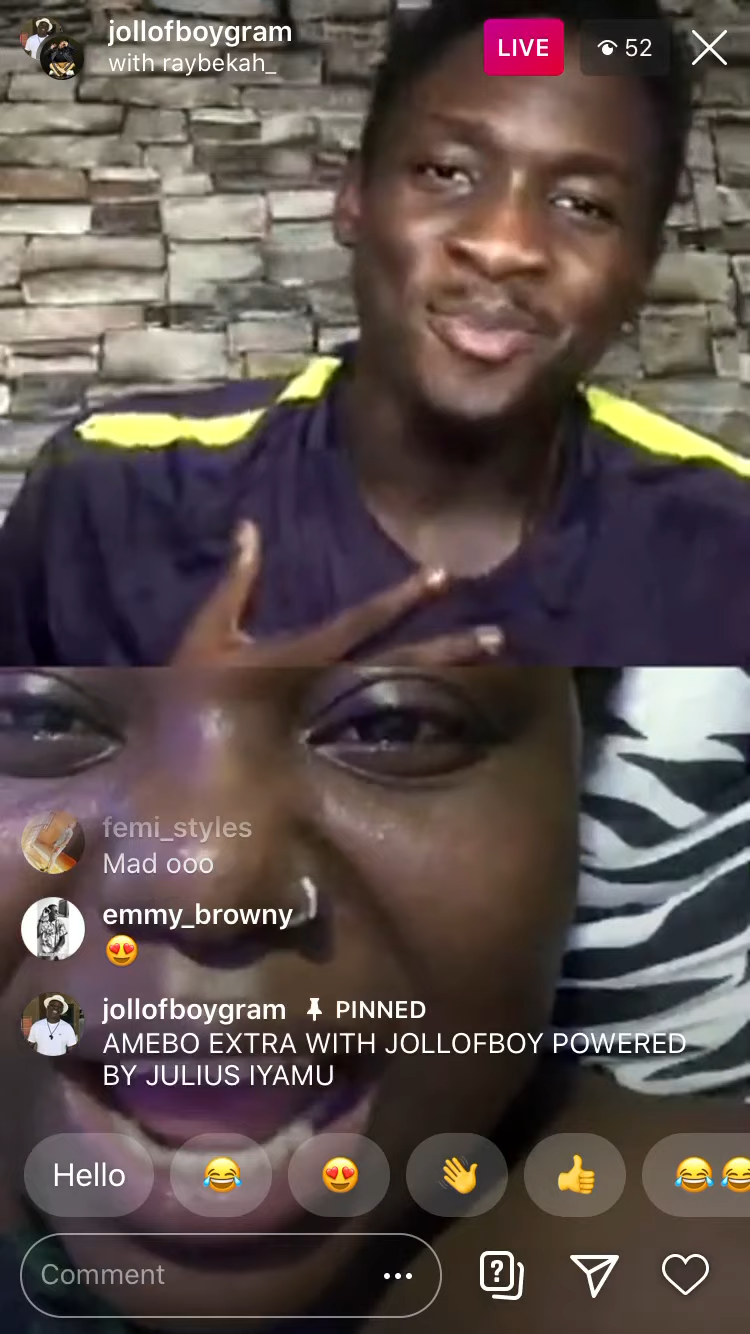 jollofboygram
with raybekah_
LIVE
52
femi_styles
Mad ooo
emmy_browny
😍
jollofboygram PINNED
AMEBO EXTRA WITH JOLLOFBOY POWERED
BY JULIUS IYAMU
Hello 😂 😍 👋 👍 😂😂
Comment